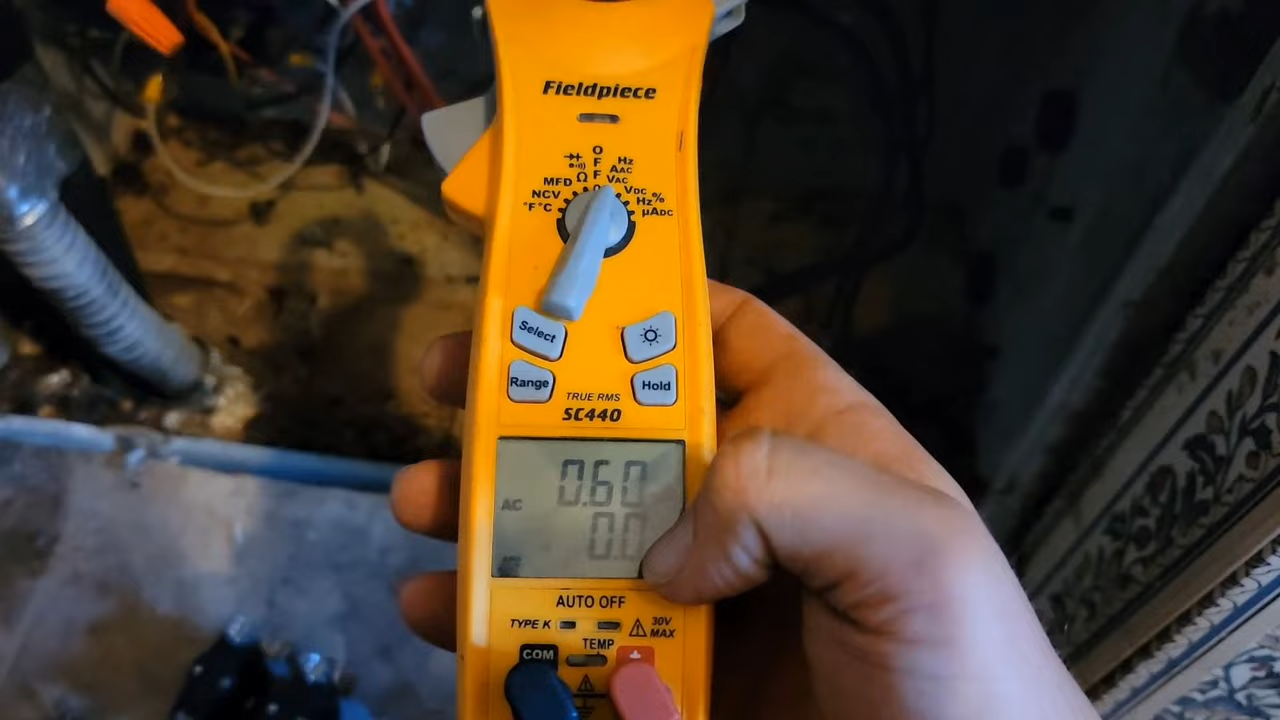 Fieldpiece
O
F
F
Hz
AAC
VAC
VDC
Hz%
µADC
Ω
MFD
NCV
°F°C
Select
Range
Hold
TRUE RMS
SC440
0.60
AC
0.0
AUTO OFF
TYPE K
30V
MAX
TEMP
COM
+